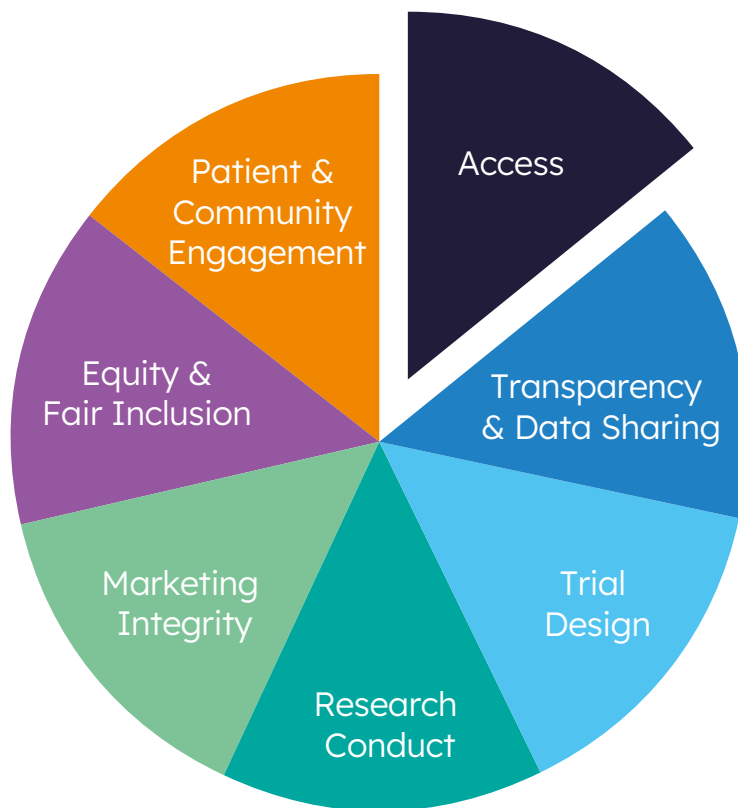 Access
Transparency
& Data Sharing
Trial
Design
Research
Conduct
Marketing
Integrity
Equity &
Fair Inclusion
Patient &
Community
Engagement